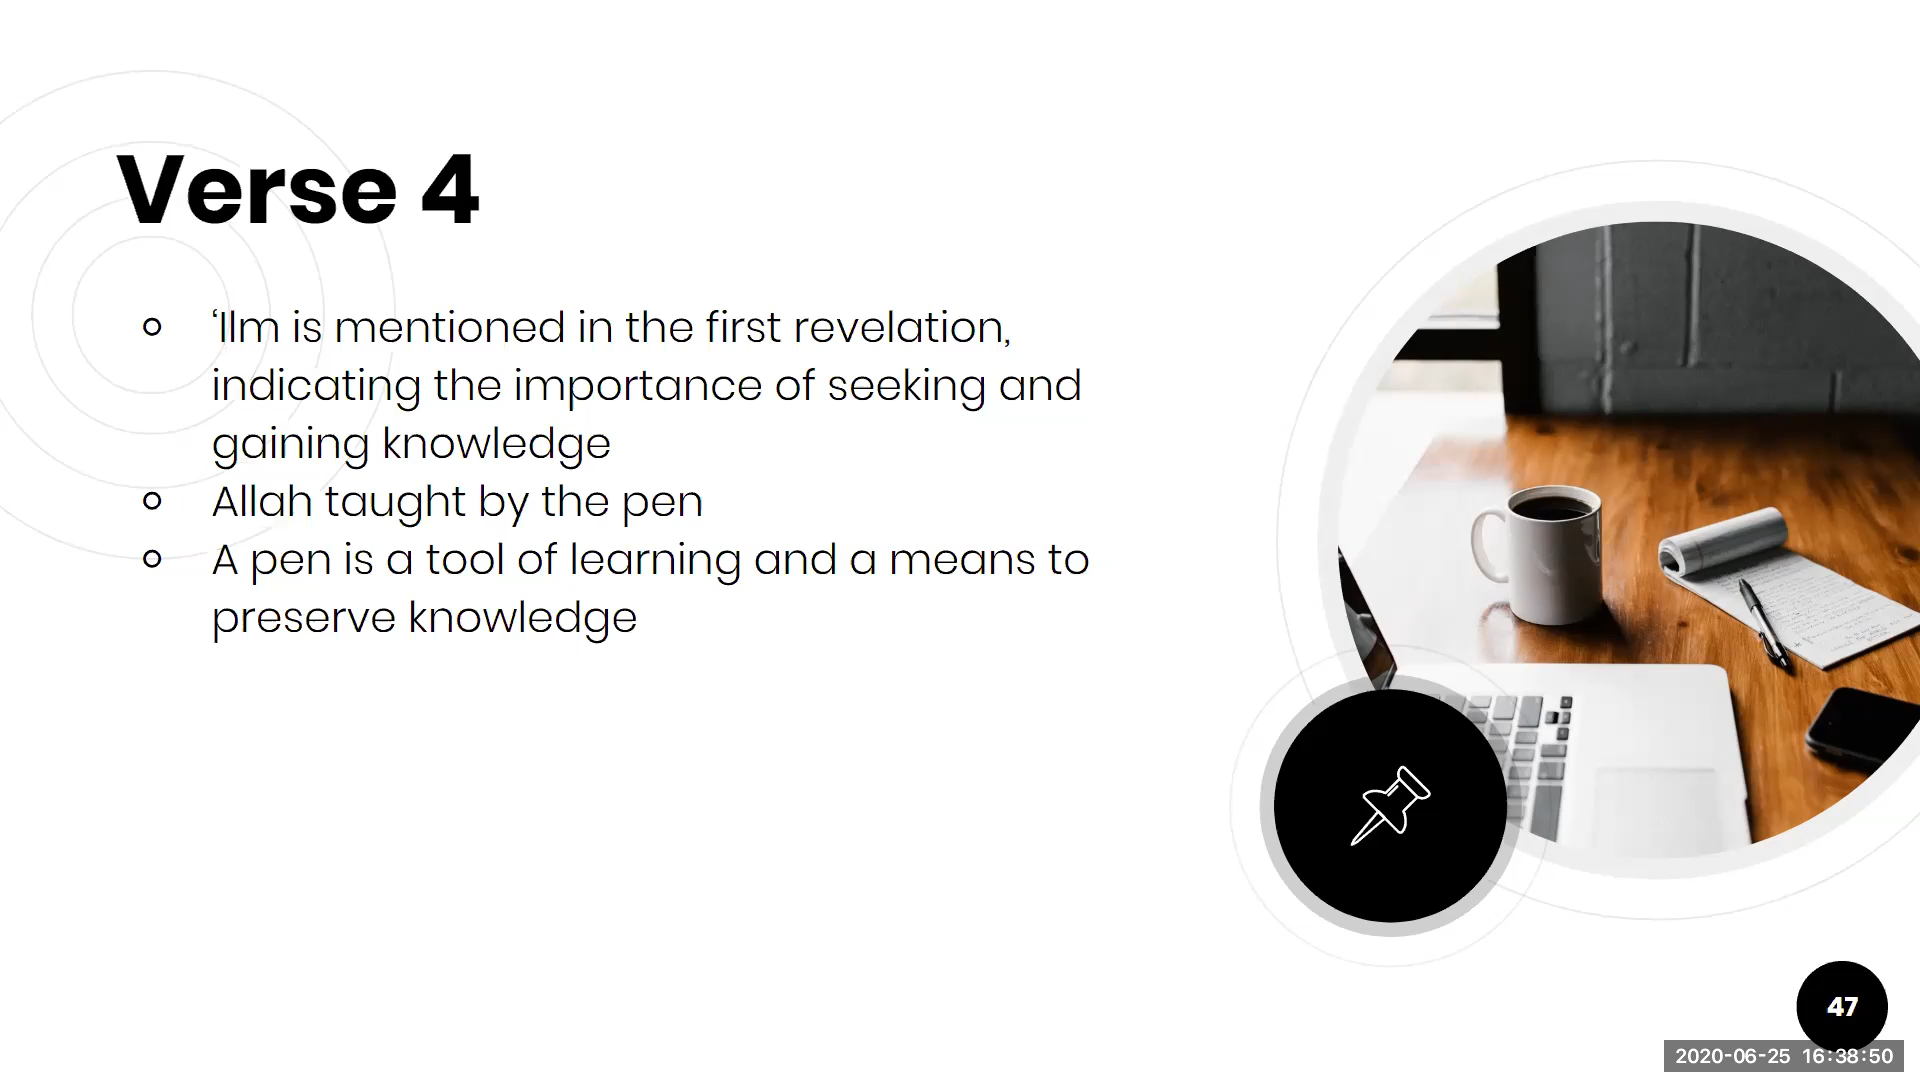 Verse 4
‘Ilm is mentioned in the first revelation,
indicating the importance of seeking and
gaining knowledge
Allah taught by the pen
A pen is a tool of learning and a means to
preserve knowledge
47
2020-06-25 16:38:50